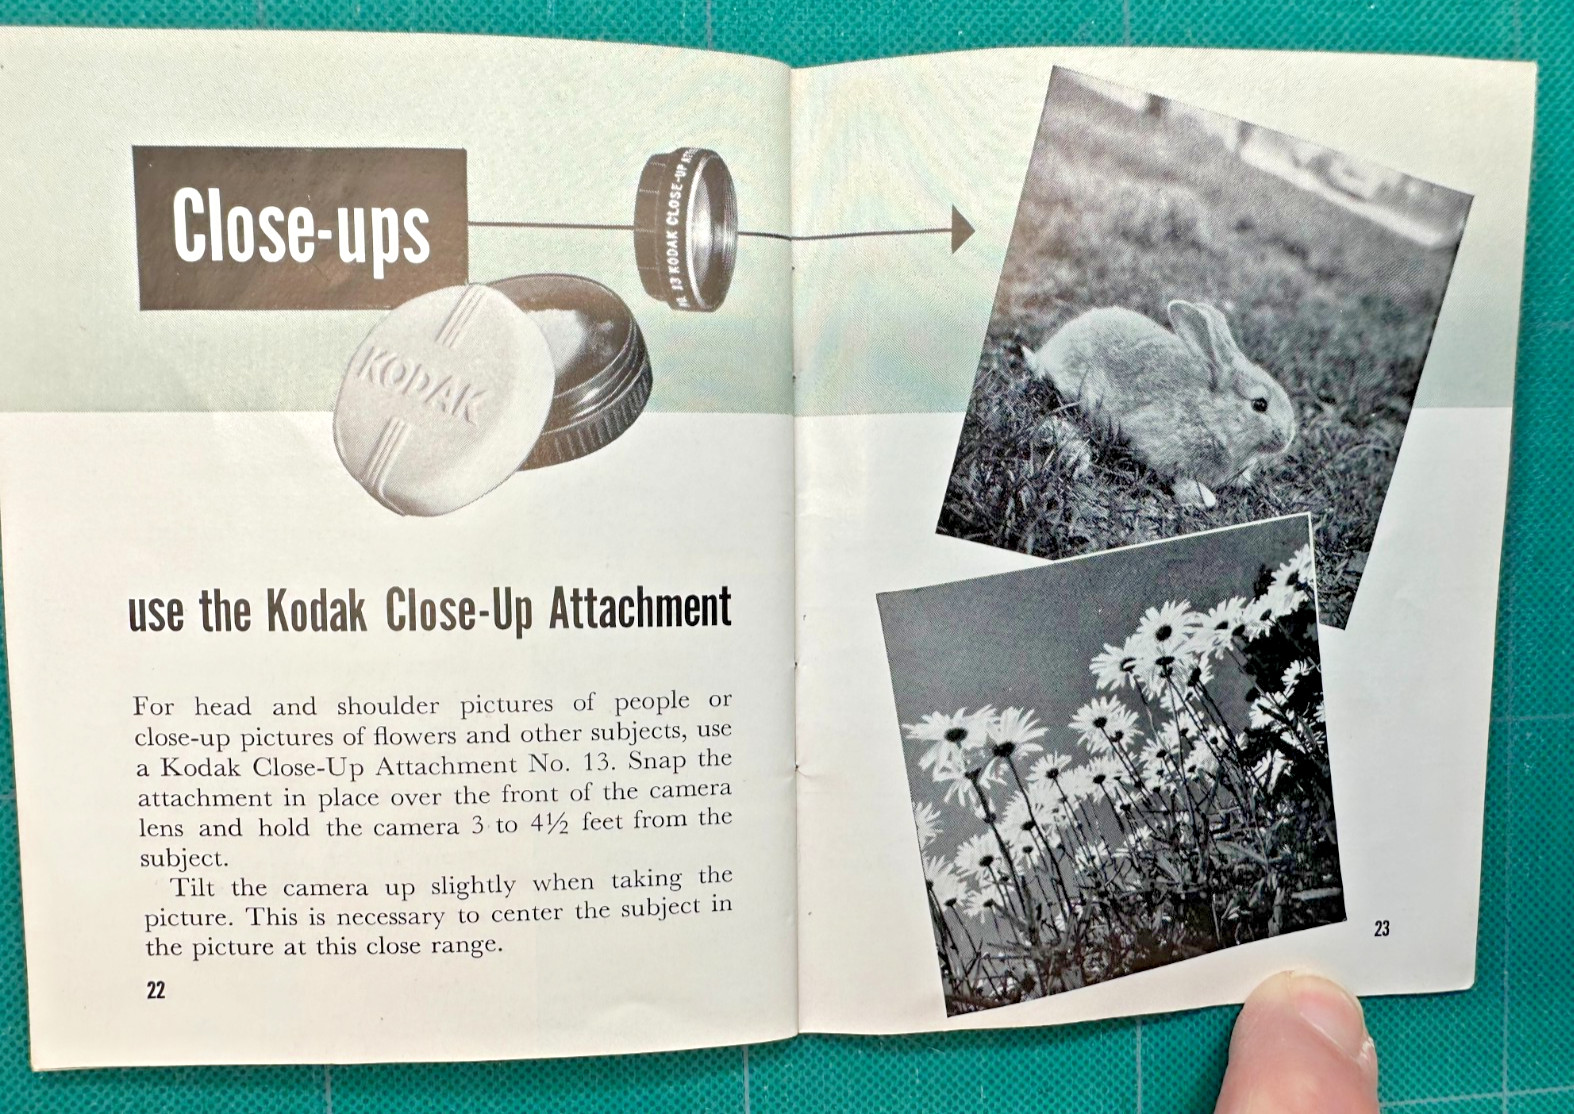 Close-ups
NO. 13 KODAK CLOSE-UP
KODAK
use the Kodak Close-Up Attachment
For head and shoulder pictures of people or
close-up pictures of flowers and other subjects, use
a Kodak Close-Up Attachment No. 13. Snap the
attachment in place over the front of the camera
lens and hold the camera 3 to 4½ feet from the
subject.
Tilt the camera up slightly when taking the
picture. This is necessary to center the subject in
the picture at this close range.
22
23